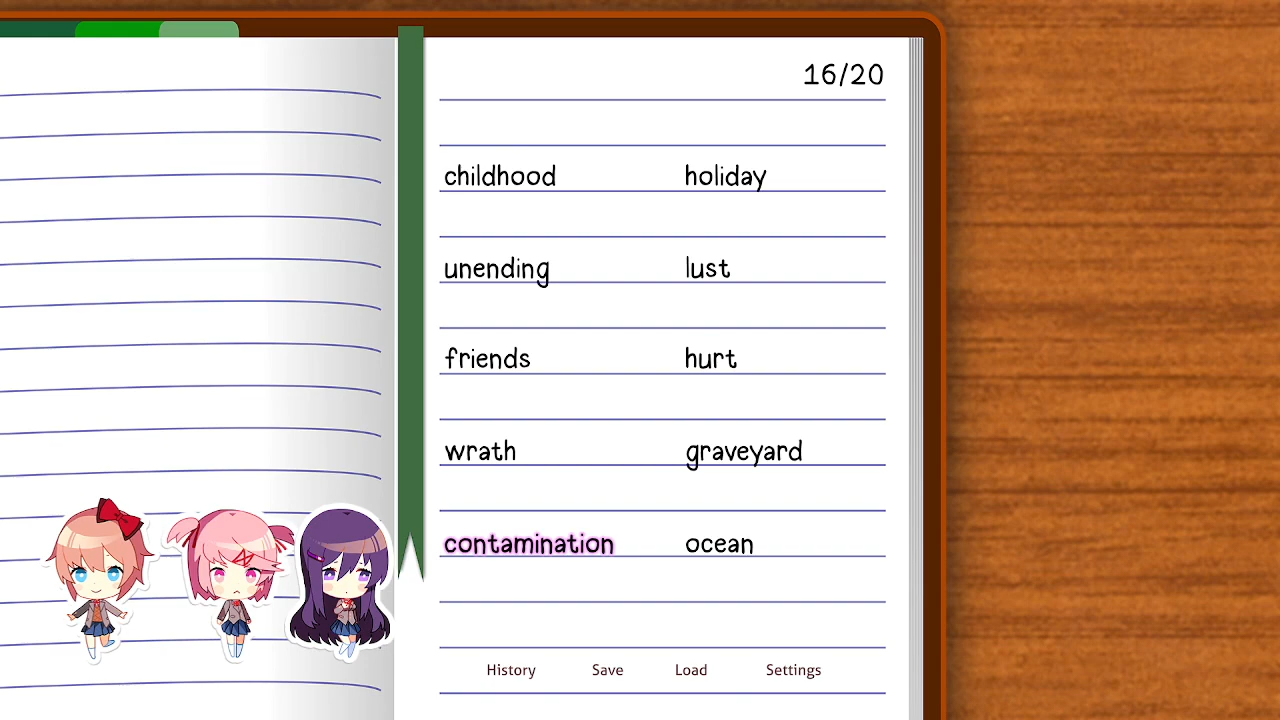 16/20
childhood holiday
unending lust
friends hurt
wrath graveyard
contamination ocean
History Save Load Settings